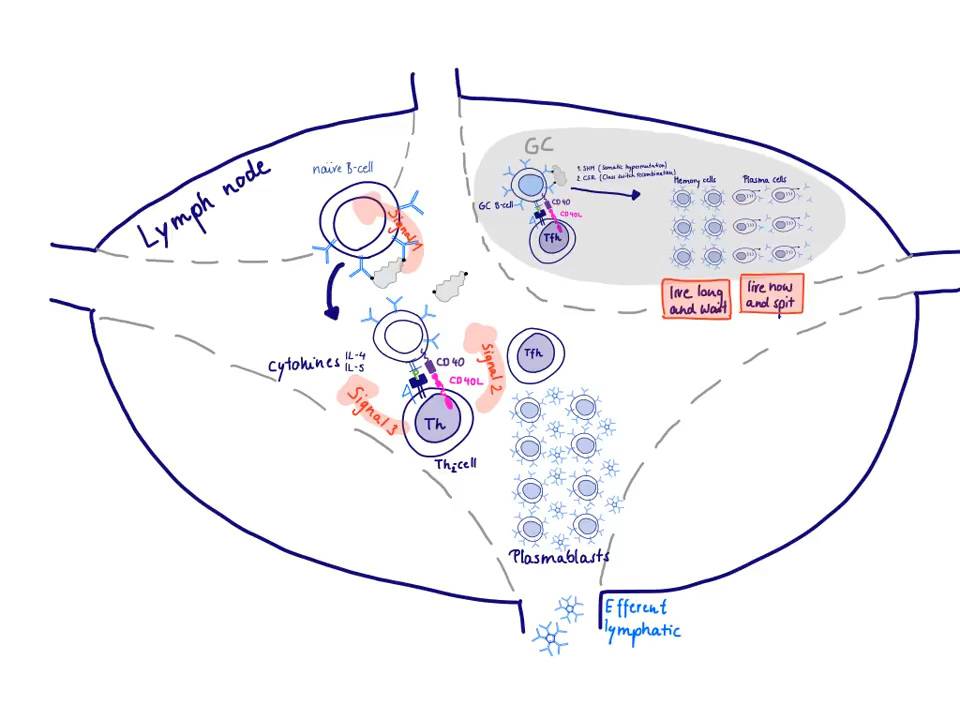 Lymph node
naïve B-cell
Signal 1
GC
1. SHM (Somatic hypermutation)
2. CSR (Class switch recombination)
GC B-cell
CD40
CD40L
Tfh
Memory cells
Plasma cells
live long
and wait
live now
and spit
Cytokines IL-4
IL-5
CD40
CD40L
Signal 2
Signal 3
Th
Th2 cell
Tfh
Plasmablasts
Efferent
lymphatic